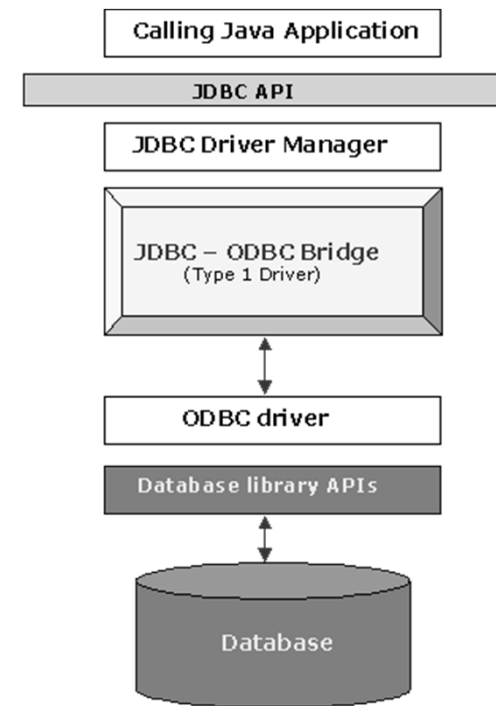 Calling Java Application
JDBC API
JDBC Driver Manager
JDBC – ODBC Bridge
(Type 1 Driver)
ODBC driver
Database library APIs
Database